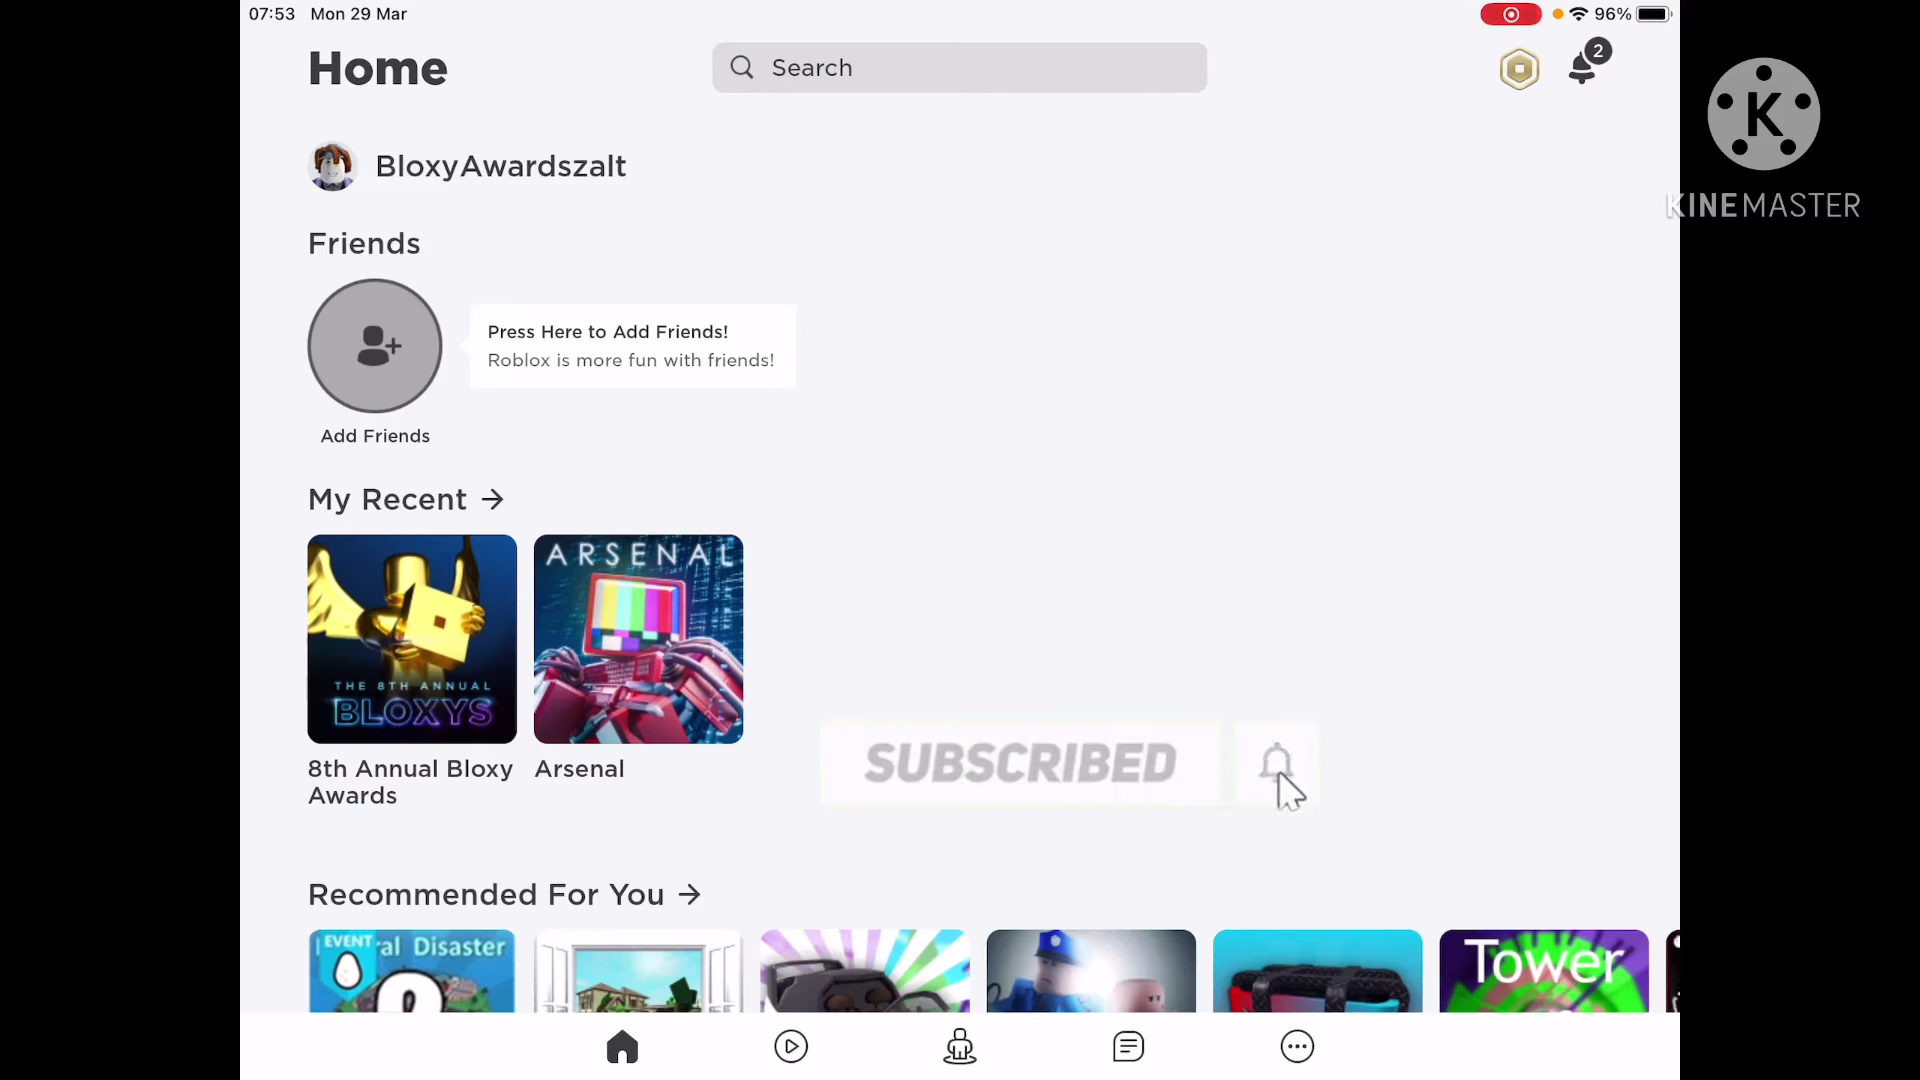 07:53 Mon 29 Mar
96%
Home
Search
2
K
KINEMASTER
BloxyAwardszalt
Friends
Press Here to Add Friends!
Roblox is more fun with friends!
Add Friends
My Recent
THE 8TH ANNUAL
BLOXYS
ARSENAL
8th Annual Bloxy
Awards
Arsenal
SUBSCRIBED
Recommended For You
EVENT
ral Disaster
Tower